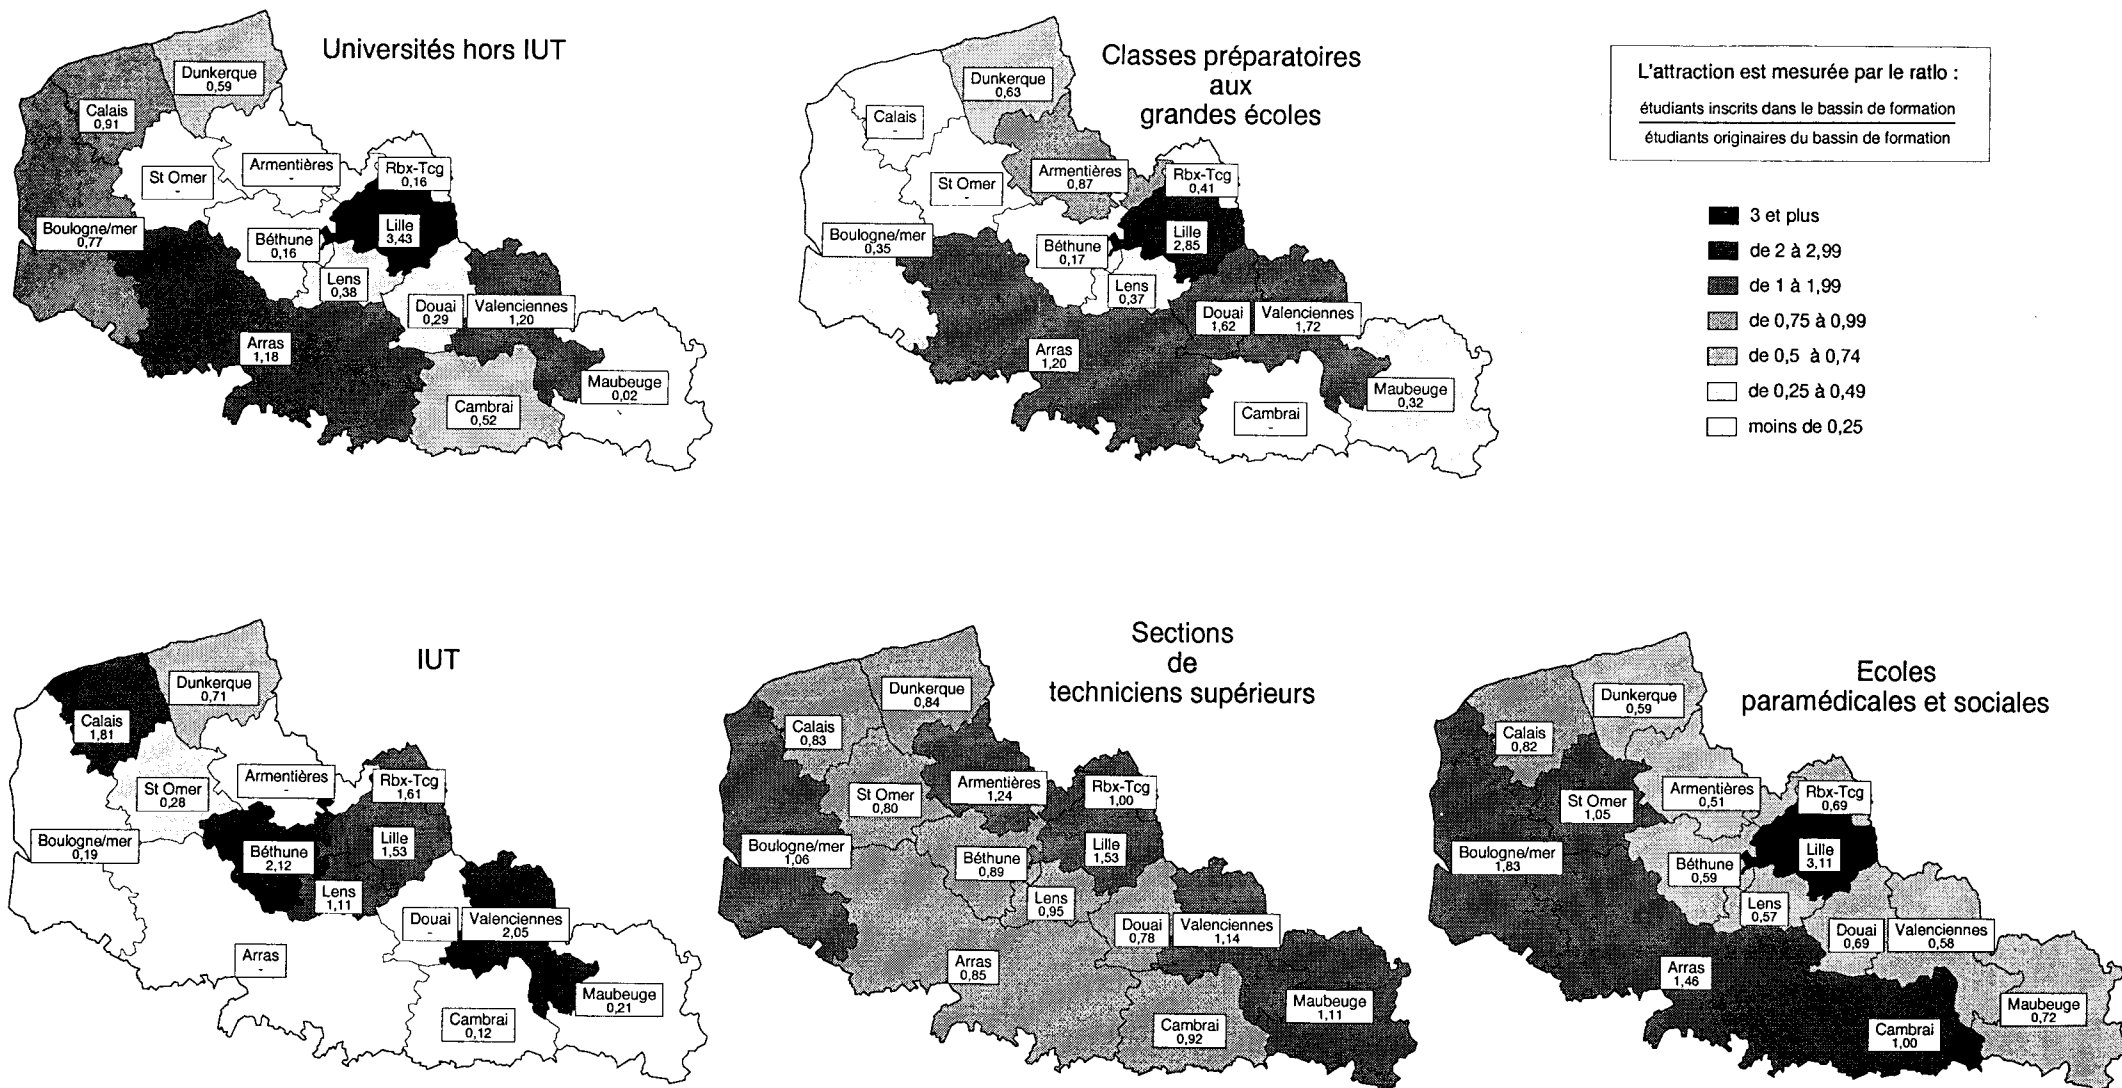 Universités hors IUT
Dunkerque
0,59
Calais
0,91
St Omer
-
Armentières
-
Rbx-Tcg
0,16
Boulogne/mer
0,77
Béthune
0,16
Lille
3,43
Lens
0,38
Douai
0,29
Valenciennes
1,20
Arras
1,18
Maubeuge
0,02
Cambrai
0,52
Classes préparatoires
aux
grandes écoles
Dunkerque
0,63
Calais
-
St Omer
-
Armentières
0,87
Rbx-Tcg
0,41
Boulogne/mer
0,35
Béthune
0,17
Lille
2,85
Lens
0,37
Douai
1,62
Valenciennes
1,72
Arras
1,20
Maubeuge
0,32
Cambrai
-
L'attraction est mesurée par le ratio :
étudiants inscrits dans le bassin de formation
étudiants originaires du bassin de formation
3 et plus
de 2 à 2,99
de 1 à 1,99
de 0,75 à 0,99
de 0,5 à 0,74
de 0,25 à 0,49
moins de 0,25
IUT
Dunkerque
0,71
Calais
1,81
St Omer
0,28
Armentières
-
Rbx-Tcg
1,61
Boulogne/mer
0,19
Béthune
2,12
Lille
1,53
Lens
1,11
Douai
-
Valenciennes
2,05
Arras
-
Maubeuge
0,21
Cambrai
0,12
Sections
de
techniciens supérieurs
Dunkerque
0,84
Calais
0,83
St Omer
0,80
Armentières
1,24
Rbx-Tcg
1,00
Boulogne/mer
1,06
Béthune
0,89
Lille
1,53
Lens
0,95
Douai
0,78
Valenciennes
1,14
Arras
0,85
Maubeuge
1,11
Cambrai
0,92
Ecoles
paramédicales et sociales
Dunkerque
0,59
Calais
0,82
St Omer
1,05
Armentières
0,51
Rbx-Tcg
0,69
Boulogne/mer
1,83
Béthune
0,59
Lille
3,11
Lens
0,57
Douai
0,69
Valenciennes
0,58
Arras
1,46
Maubeuge
0,72
Cambrai
1,00